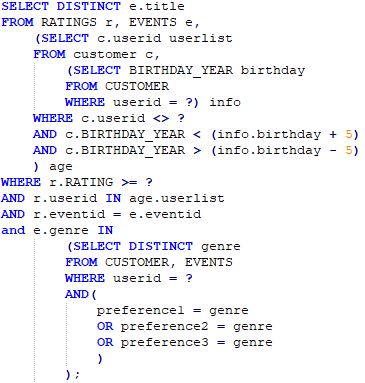 SELECT DISTINCT e.title
FROM RATINGS r, EVENTS e,
(SELECT c.userid userlist
FROM customer c,
(SELECT BIRTHDAY_YEAR birthday
FROM CUSTOMER
WHERE userid = ?) info
WHERE c.userid <> ?
AND c.BIRTHDAY_YEAR < (info.birthday + 5)
AND c.BIRTHDAY_YEAR > (info.birthday - 5)
) age
WHERE r.RATING >= ?
AND r.userid IN age.userlist
AND r.eventid = e.eventid
and e.genre IN
(SELECT DISTINCT genre
FROM CUSTOMER, EVENTS
WHERE userid = ?
AND(
preference1 = genre
OR preference2 = genre
OR preference3 = genre
)
);